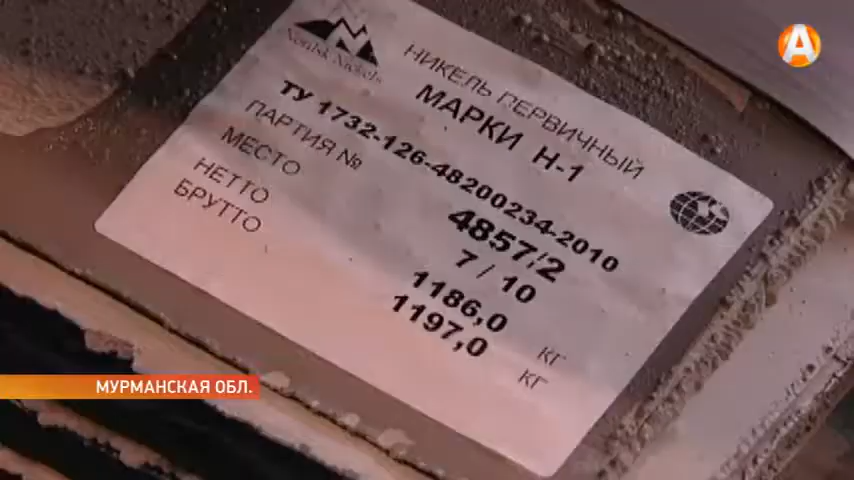 Norilsk Nickel
НИКЕЛЬ ПЕРВИЧНЫЙ
МАРКИ Н-1
ТУ 1732-126-48200234-2010
ПАРТИЯ № 4857/2
МЕСТО 7 / 10
НЕТТО 1186,0 КГ
БРУТТО 1197,0 КГ
А
МУРМАНСКАЯ ОБЛ.